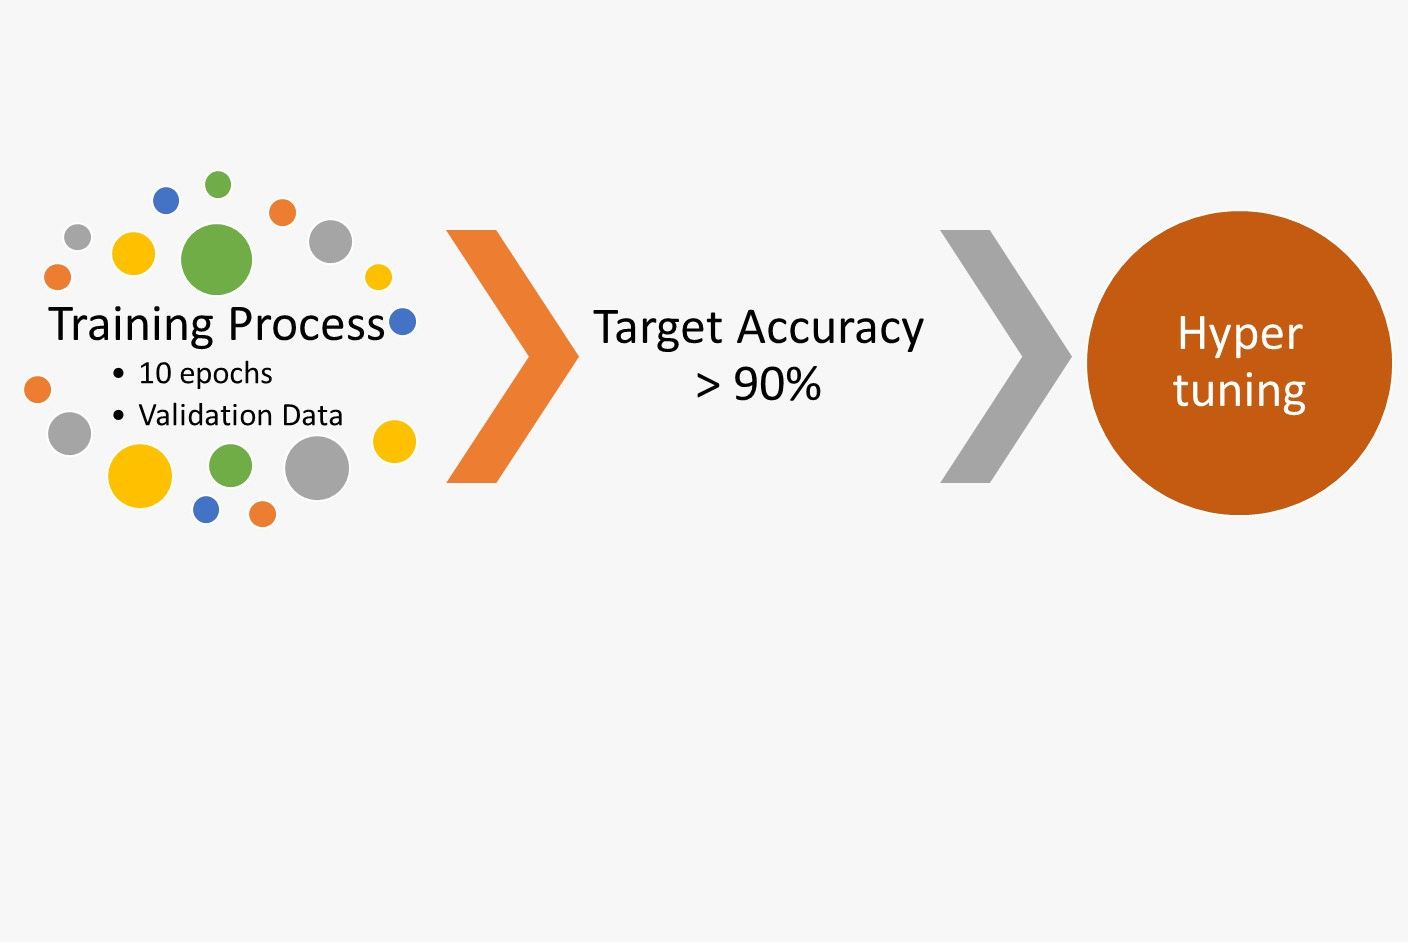 Training Process
• 10 epochs
• Validation Data
Target Accuracy
> 90%
Hyper
tuning